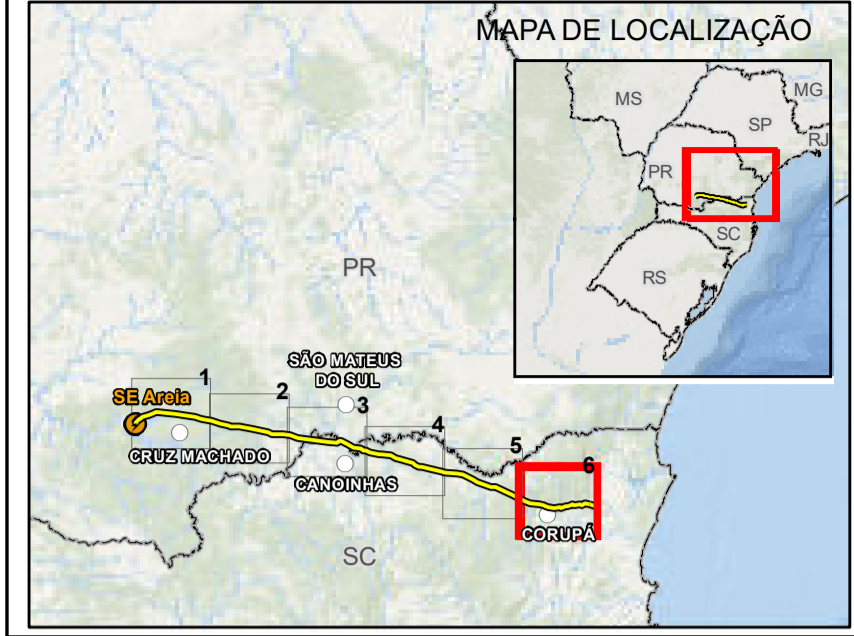 MAPA DE LOCALIZAÇÃO
MS
MG
SP
RJ
PR
SC
RS
PR
SÃO MATEUS
DO SUL
1
SE Areia
2
3
CRUZ MACHADO
4
CANOINHAS
5
6
CORUPÁ
SC